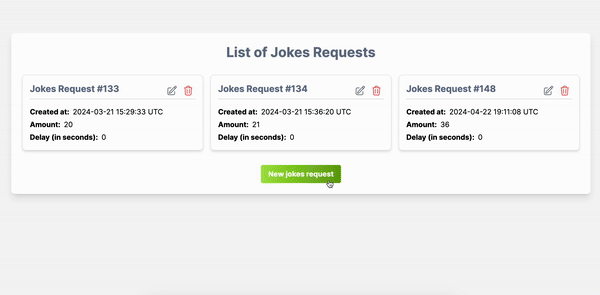 List of Jokes Requests
Jokes Request #133
Created at: 2024-03-21 15:29:33 UTC
Amount: 20
Delay (in seconds): 0
Jokes Request #134
Created at: 2024-03-21 15:36:20 UTC
Amount: 21
Delay (in seconds): 0
Jokes Request #148
Created at: 2024-04-22 19:11:08 UTC
Amount: 36
Delay (in seconds): 0
New jokes request